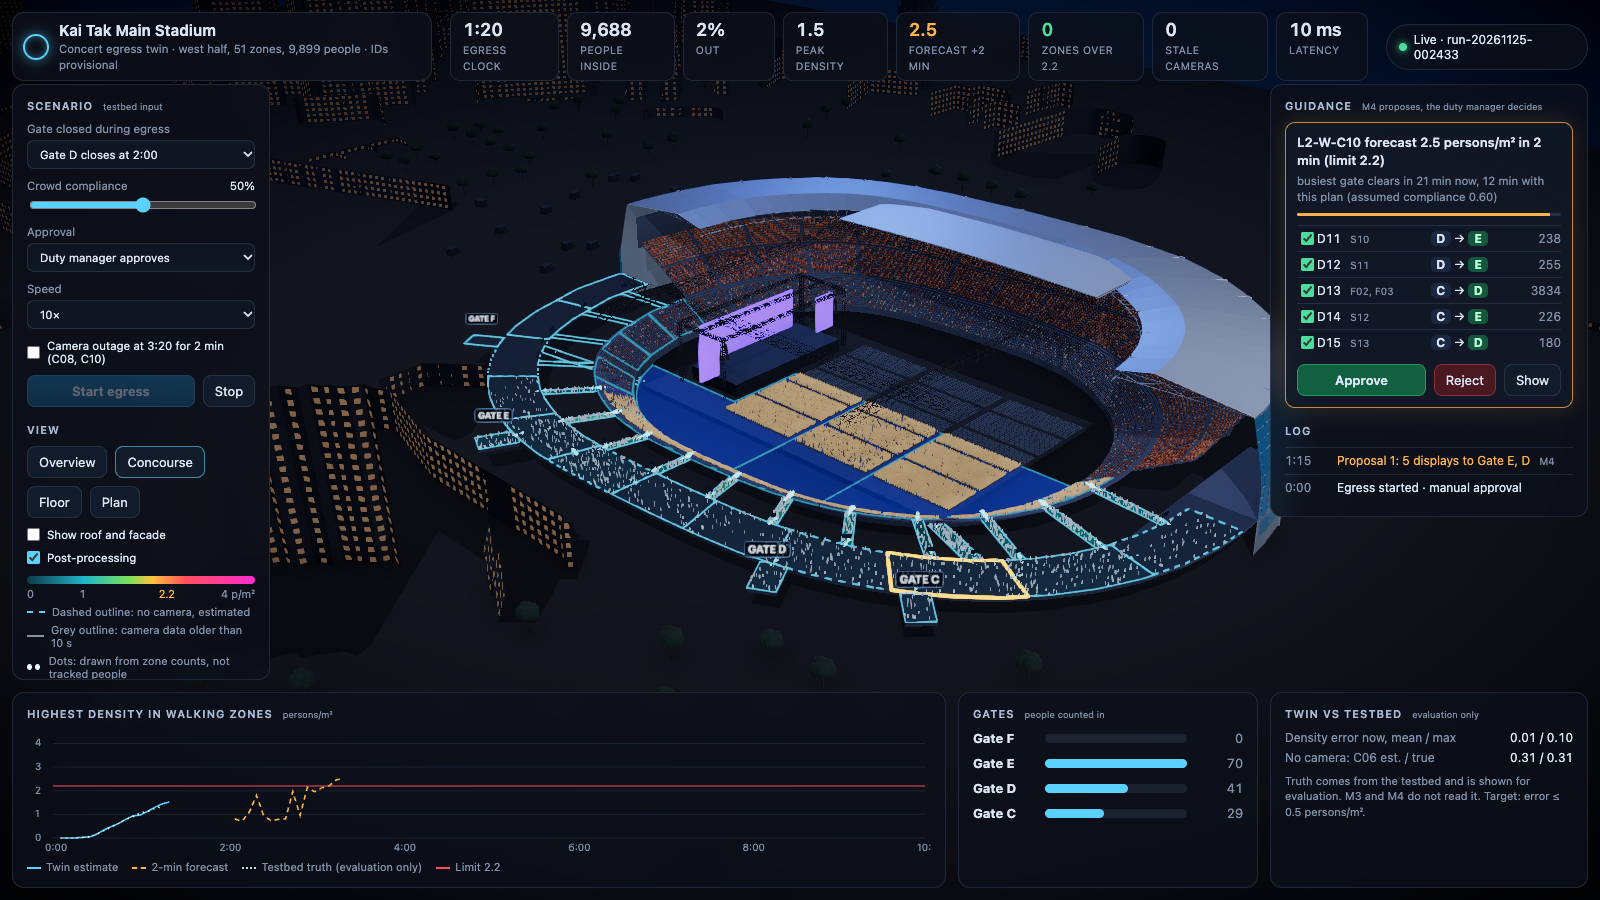 Kai Tak Main Stadium
Concert egress twin · west half, 51 zones, 9,899 people · IDs
provisional
1:20
EGRESS
CLOCK
9,688
PEOPLE
INSIDE
2%
OUT
1.5
PEAK
DENSITY
2.5
FORECAST +2
MIN
0
ZONES OVER
2.2
0
STALE
CAMERAS
10 ms
LATENCY
Live · run-20261125-
002433
SCENARIO testbed input
Gate closed during egress
Gate D closes at 2:00
Crowd compliance 50%
Approval
Duty manager approves
Speed
10×
Camera outage at 3:20 for 2 min
(C08, C10)
Start egress Stop
VIEW
Overview Concourse
Floor Plan
Show roof and facade
Post-processing
0 1 2.2 4 p/m²
Dashed outline: no camera, estimated
Grey outline: camera data older than
10 s
Dots: drawn from zone counts, not
tracked people
GATE F
GATE E
GATE D
GATE C
GUIDANCE M4 proposes, the duty manager decides
L2-W-C10 forecast 2.5 persons/m² in 2
min (limit 2.2)
busiest gate clears in 21 min now, 12 min with
this plan (assumed compliance 0.60)
D11 S10 D → E 238
D12 S11 D → E 255
D13 F02, F03 C → D 3834
D14 S12 C → E 226
D15 S13 C → D 180
Approve Reject Show
LOG
1:15 Proposal 1: 5 displays to Gate E, D M4
0:00 Egress started · manual approval
HIGHEST DENSITY IN WALKING ZONES persons/m²
4
3
2
1
0
0:00 2:00 4:00 6:00 8:00 10:
Twin estimate 2-min forecast Testbed truth (evaluation only) Limit 2.2
GATES people counted in
Gate F 0
Gate E 70
Gate D 41
Gate C 29
TWIN VS TESTBED evaluation only
Density error now, mean / max 0.01 / 0.10
No camera: C06 est. / true 0.31 / 0.31
Truth comes from the testbed and is shown for
evaluation. M3 and M4 do not read it. Target: error ≤
0.5 persons/m².